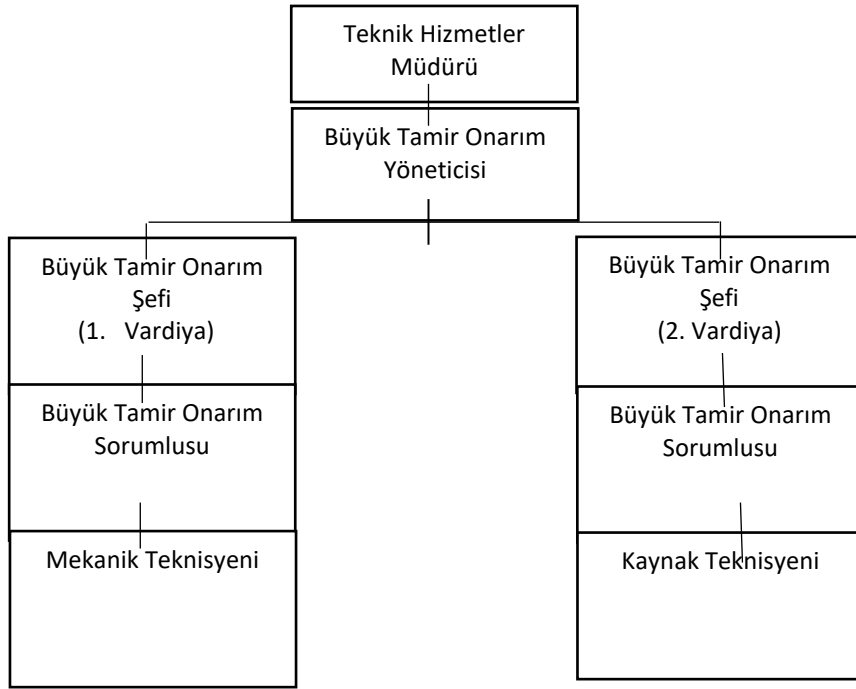 Teknik Hizmetler
Müdürü
Büyük Tamir Onarım
Yöneticisi
Büyük Tamir Onarım
Şefi
(1. Vardiya)
Büyük Tamir Onarım
Şefi
(2. Vardiya)
Büyük Tamir Onarım
Sorumlusu
Büyük Tamir Onarım
Sorumlusu
Mekanik Teknisyeni
Kaynak Teknisyeni